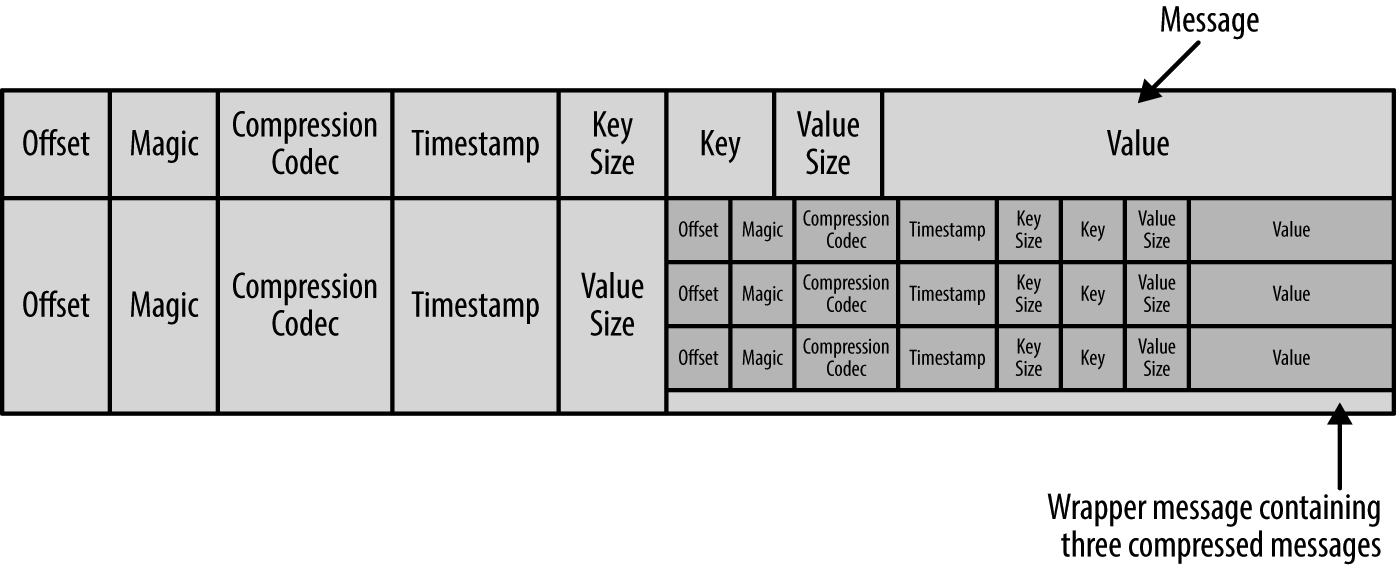 Message
Offset Magic Compression Codec Timestamp Key Size Key Value Size Value
Offset Magic Compression Codec Timestamp Value Size
Offset Magic Compression Codec Timestamp Key Size Key Value Size Value
Offset Magic Compression Codec Timestamp Key Size Key Value Size Value
Offset Magic Compression Codec Timestamp Key Size Key Value Size Value
Wrapper message containing
three compressed messages